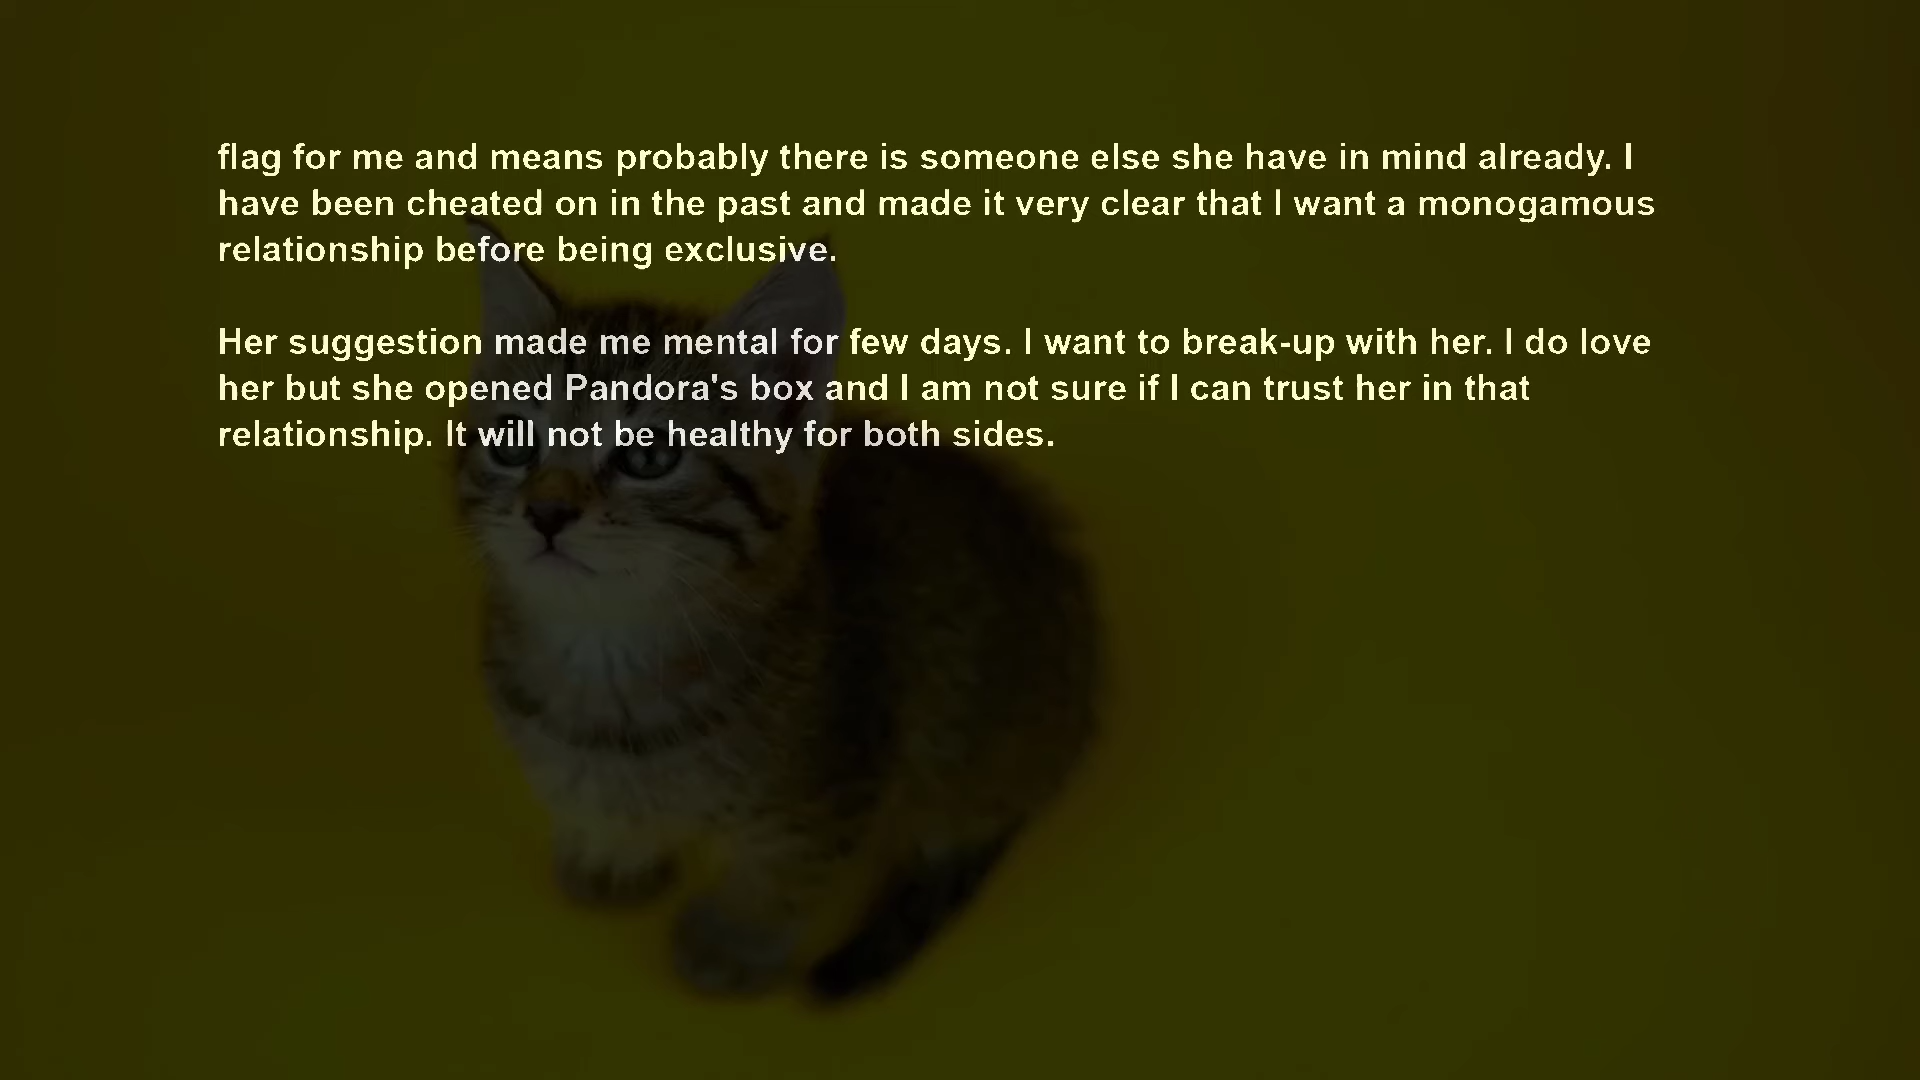 flag for me and means probably there is someone else she have in mind already. I
have been cheated on in the past and made it very clear that I want a monogamous
relationship before being exclusive.
Her suggestion made me mental for few days. I want to break-up with her. I do love
her but she opened Pandora's box and I am not sure if I can trust her in that
relationship. It will not be healthy for both sides.